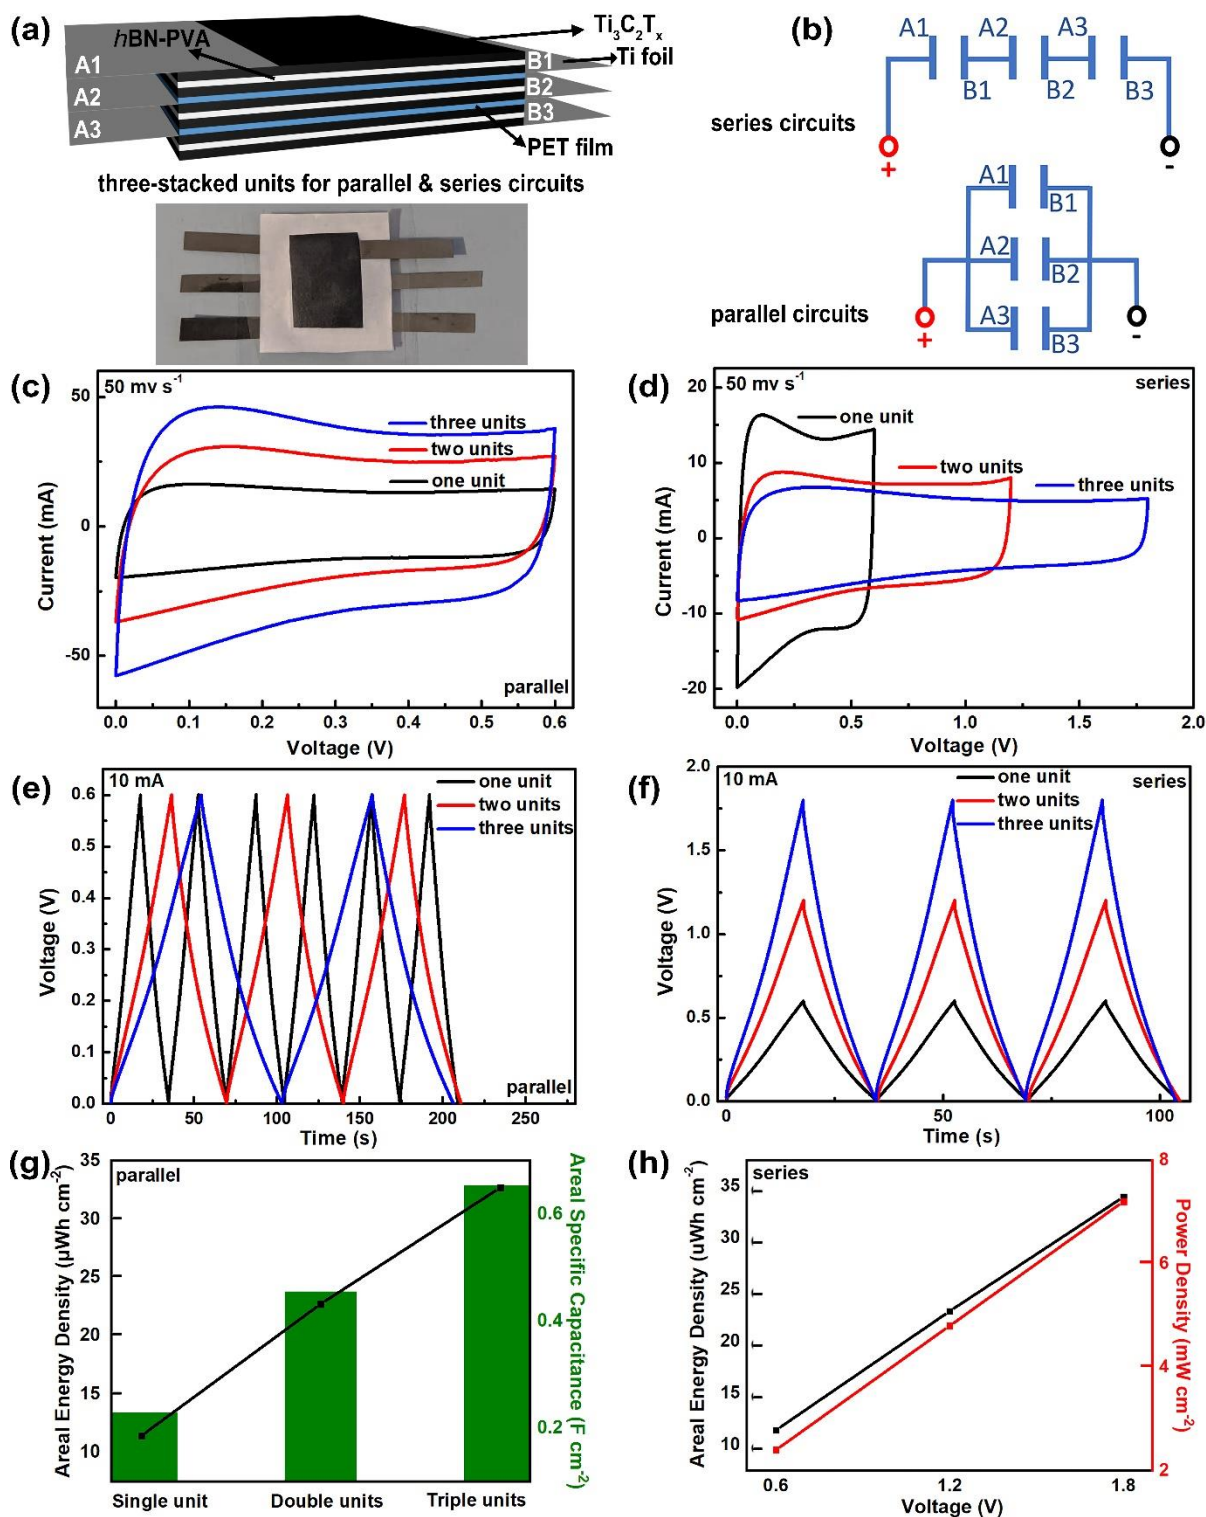 (a)
hBN-PVA
Ti₃C₂Tₓ
A1
B1
Ti foil
A2
B2
A3
B3
PET film
three-stacked units for parallel & series circuits
(b)
A1
A2
A3
B1
B2
B3
series circuits
+
-
A1
B1
A2
B2
parallel circuits
A3
B3
+
-
(c)
50 mv s⁻¹
three units
two units
one unit
parallel
50
0
-50
Current (mA)
0.0 0.1 0.2 0.3 0.4 0.5 0.6
Voltage (V)
(d)
50 mv s⁻¹
series
one unit
two units
three units
20
15
10
5
0
-5
-10
-15
-20
Current (mA)
0.0 0.5 1.0 1.5 2.0
Voltage (V)
(e)
10 mA
one unit
two units
three units
parallel
0.6
0.5
0.4
0.3
0.2
0.1
0.0
Voltage (V)
0 50 100 150 200 250
Time (s)
(f)
10 mA
series
one unit
two units
three units
2.0
1.5
1.0
0.5
0.0
Voltage (V)
0 50 100
Time (s)
(g)
parallel
35
33
25
22
15
10
Areal Energy Density (µWh cm⁻²)
0.6
0.4
0.2
Areal Specific Capacitance (F cm⁻²)
Single unit Double units Triple units
(h)
series
35
30
25
20
15
10
Areal Energy Density (uWh cm⁻²)
8
6
4
2
Power Density (mW cm⁻²)
0.6 1.2 1.8
Voltage (V)